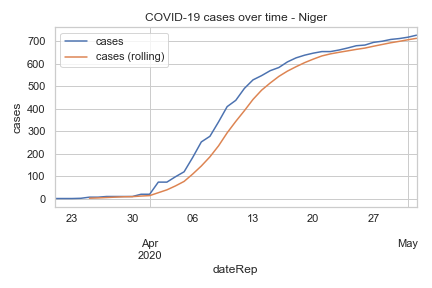 COVID-19 cases over time - Niger
cases
cases (rolling)
cases
700
600
500
400
300
200
100
0
23
30
06
13
20
27
Apr
2020
May
dateRep